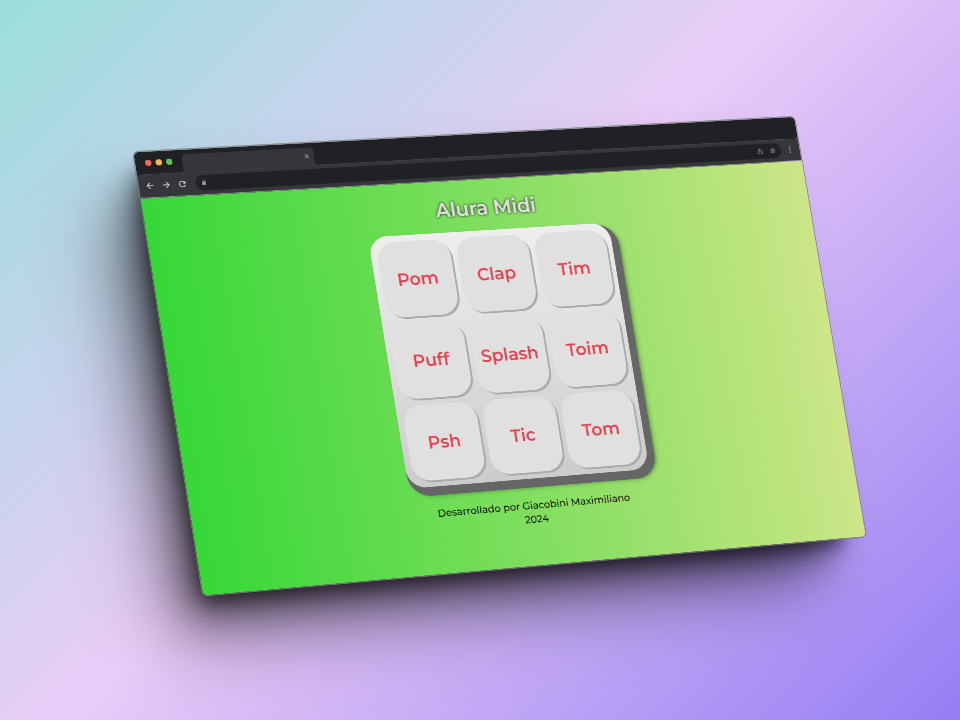 Alura Midi
Pom Clap Tim
Puff Splash Toim
Psh Tic Tom
Desarrollado por Giacobini Maximiliano
2024